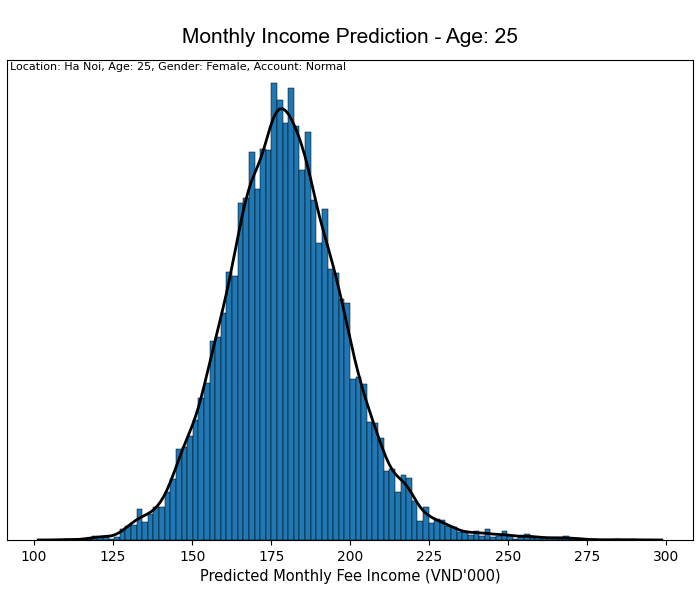 Monthly Income Prediction - Age: 25
Location: Ha Noi, Age: 25, Gender: Female, Account: Normal
100 125 150 175 200 225 250 275 300
Predicted Monthly Fee Income (VND'000)